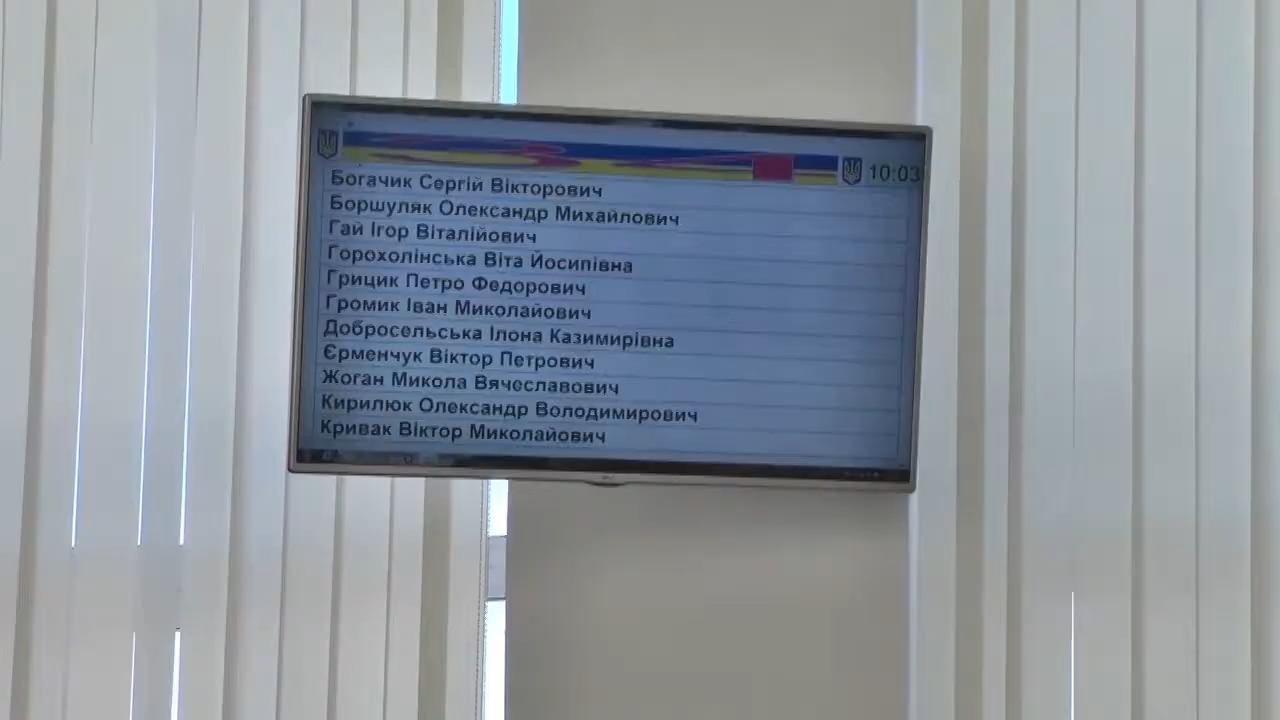 10:03
Богачик Сергій Вікторович
Боршуляк Олександр Михайлович
Гай Ігор Віталійович
Горохолінська Віта Йосипівна
Грицик Петро Федорович
Громик Іван Миколайович
Добросельська Ілона Казимирівна
Єрменчук Віктор Петрович
Жоган Микола Вячеславович
Кирилюк Олександр Володимирович
Кривак Віктор Миколайович